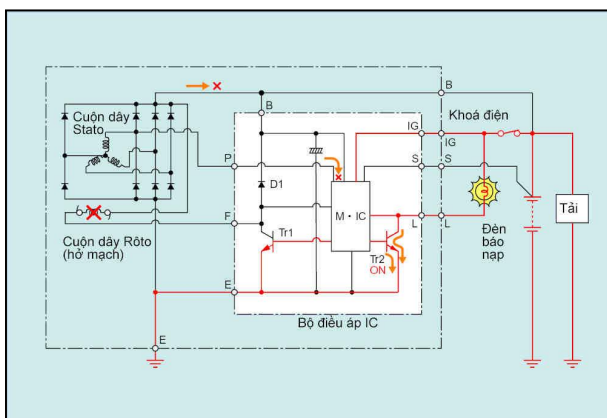 B
Cuộn dây
Stato
B
Khoá điện
IG
IG
P
S
S
D1
M・IC
Tải
F
L
L
Cuộn dây Rôto
(hở mạch)
Tr1
Tr2
ON
Đèn
báo
nạp
E
Bộ điều áp IC
E